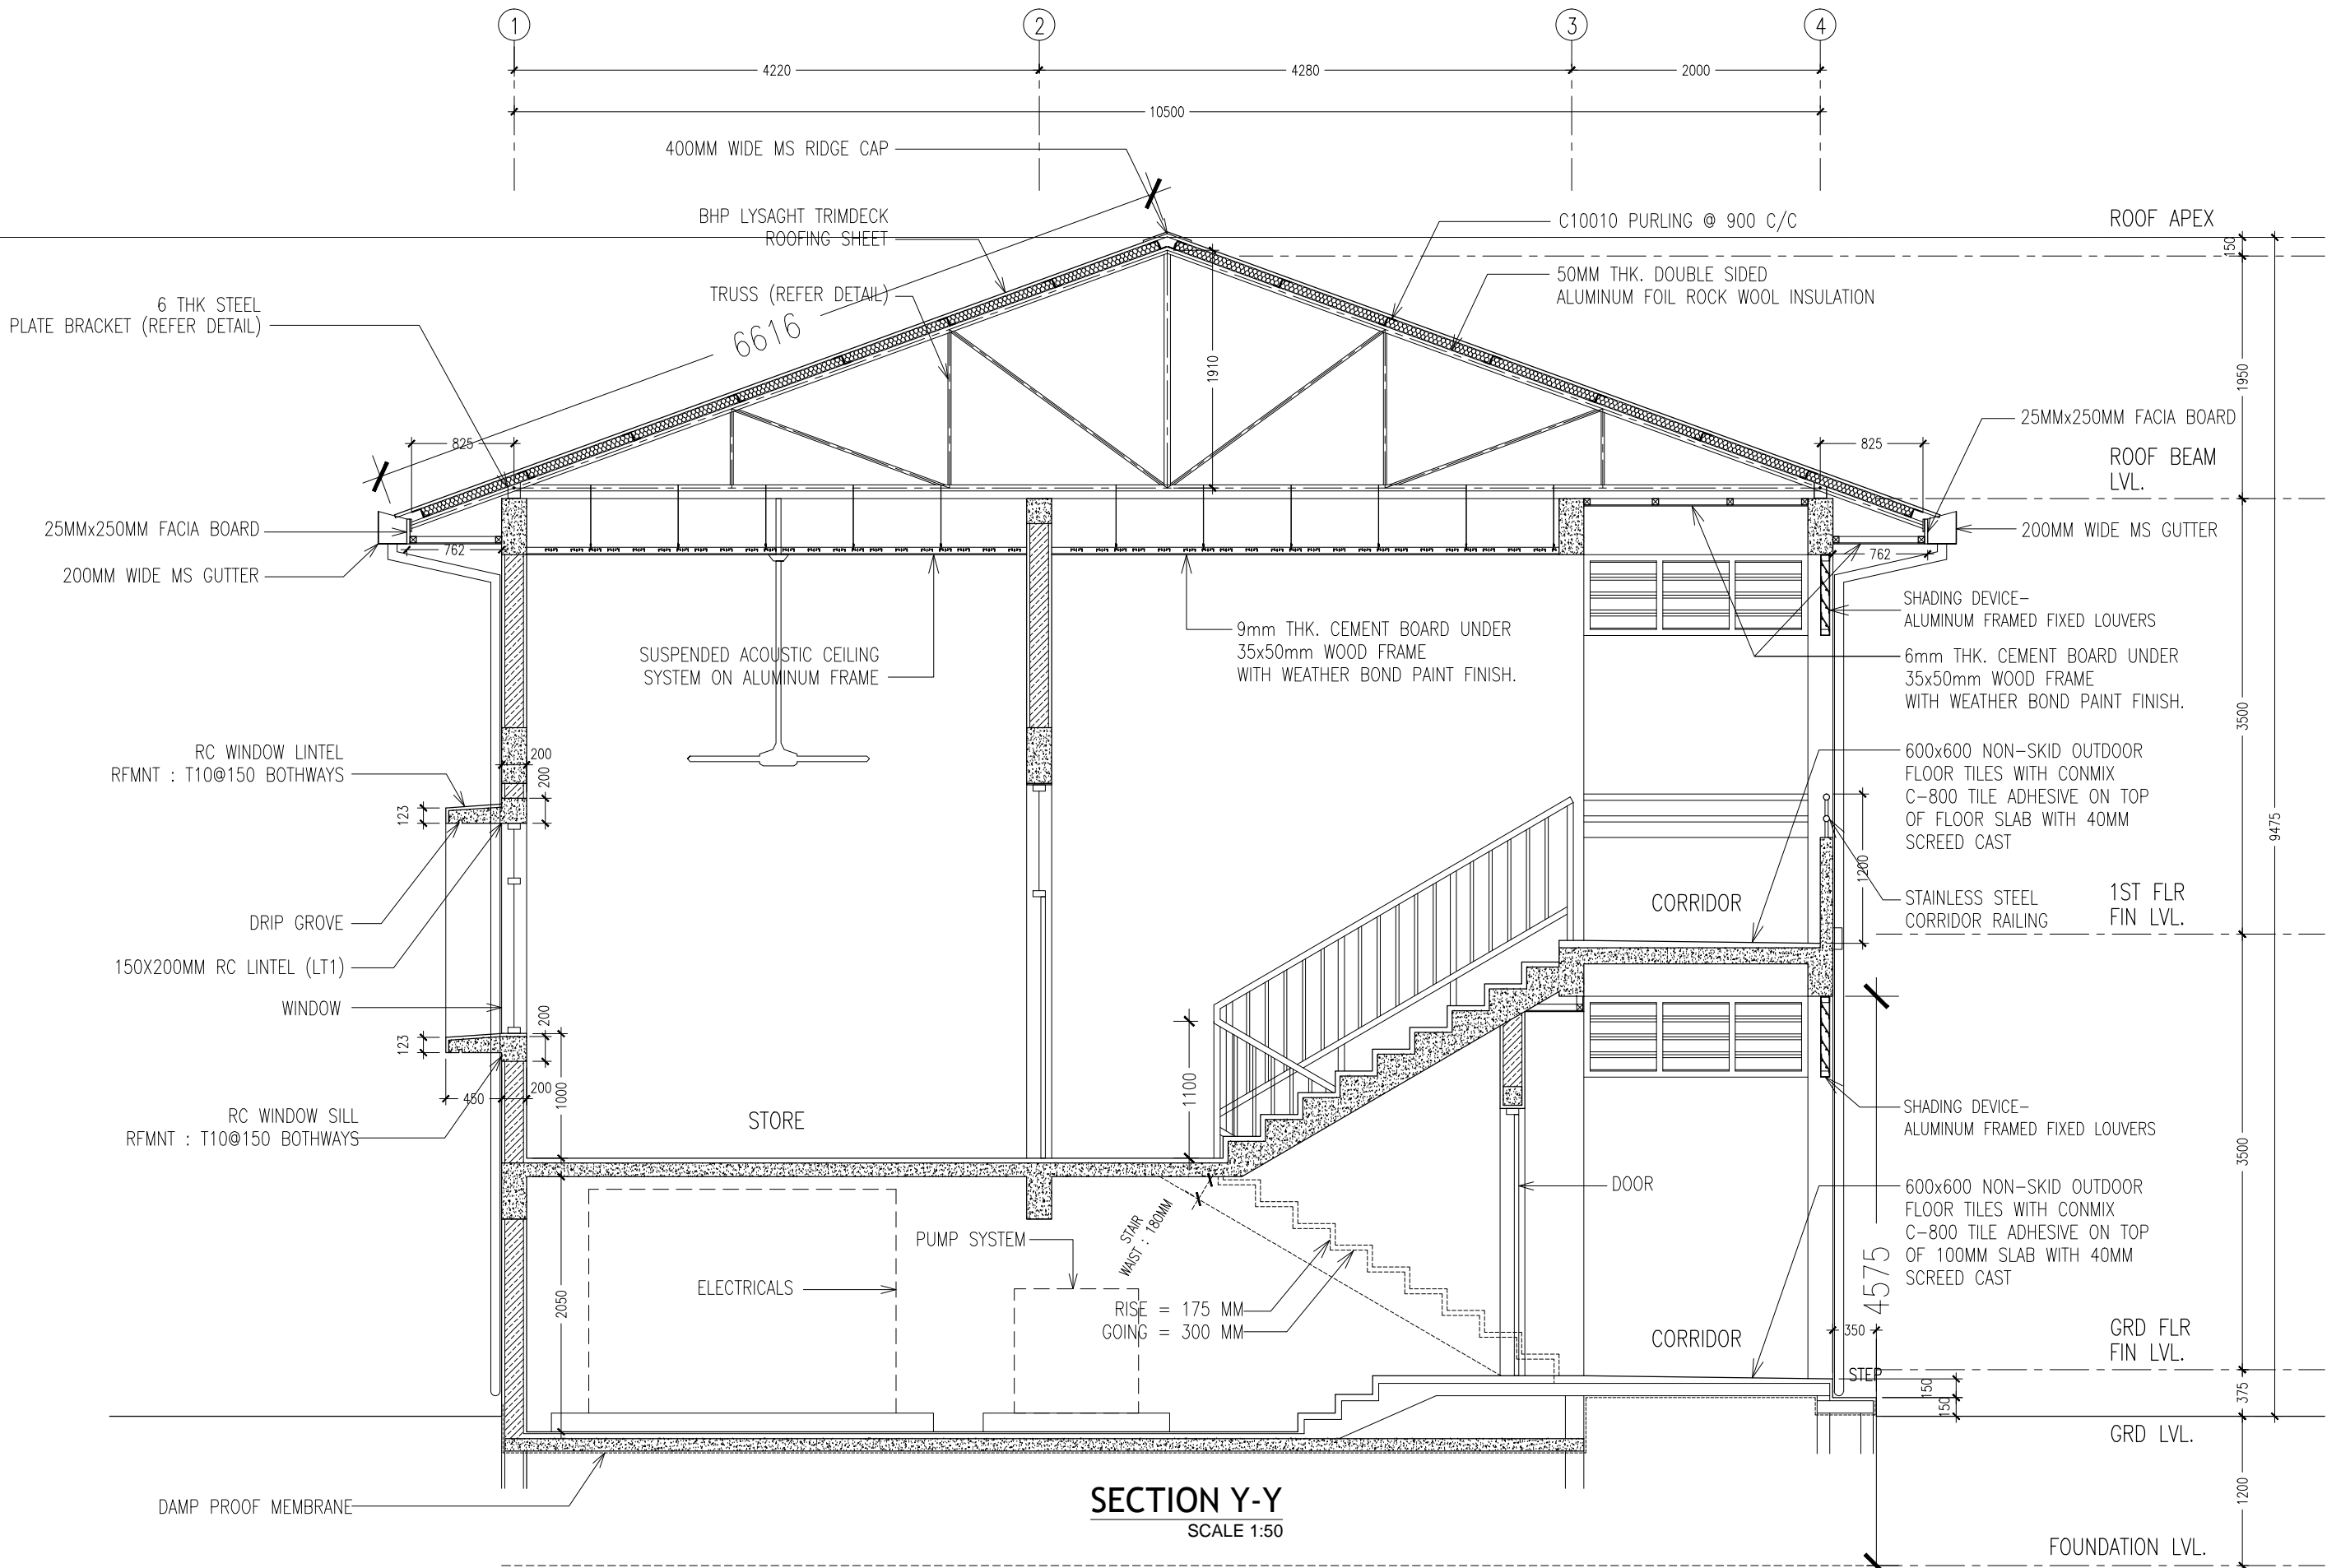 1
2
3
4
4220
4280
2000
10500
400MM WIDE MS RIDGE CAP
BHP LYSAGHT TRIMDECK
ROOFING SHEET
C10010 PURLING @ 900 C/C
ROOF APEX
150
6 THK STEEL
PLATE BRACKET (REFER DETAIL)
TRUSS (REFER DETAIL)
6616
50MM THK. DOUBLE SIDED
ALUMINUM FOIL ROCK WOOL INSULATION
1910
1950
825
825
25MMx250MM FACIA BOARD
ROOF BEAM
LVL.
25MMx250MM FACIA BOARD
762
200MM WIDE MS GUTTER
200MM WIDE MS GUTTER
762
SUSPENDED ACOUSTIC CEILING
SYSTEM ON ALUMINUM FRAME
9mm THK. CEMENT BOARD UNDER
35x50mm WOOD FRAME
WITH WEATHER BOND PAINT FINISH.
SHADING DEVICE-
ALUMINUM FRAMED FIXED LOUVERS
6mm THK. CEMENT BOARD UNDER
35x50mm WOOD FRAME
WITH WEATHER BOND PAINT FINISH.
3500
RC WINDOW LINTEL
RFMNT : T10@150 BOTHWAYS
200
200
123
600x600 NON-SKID OUTDOOR
FLOOR TILES WITH CONMIX
C-800 TILE ADHESIVE ON TOP
OF FLOOR SLAB WITH 40MM
SCREED CAST
9475
1200
DRIP GROVE
CORRIDOR
STAINLESS STEEL
CORRIDOR RAILING
1ST FLR
FIN LVL.
150X200MM RC LINTEL (LT1)
WINDOW
200
123
1000
200
450
1100
RC WINDOW SILL
RFMNT : T10@150 BOTHWAYS
STORE
SHADING DEVICE-
ALUMINUM FRAMED FIXED LOUVERS
3500
DOOR
600x600 NON-SKID OUTDOOR
FLOOR TILES WITH CONMIX
C-800 TILE ADHESIVE ON TOP
OF 100MM SLAB WITH 40MM
SCREED CAST
STAIR
WAIST : 180MM
PUMP SYSTEM
ELECTRICALS
2050
RISE = 175 MM
GOING = 300 MM
4575
CORRIDOR
350
GRD FLR
FIN LVL.
STEP
150
150
375
GRD LVL.
DAMP PROOF MEMBRANE
SECTION Y-Y
SCALE 1:50
1200
FOUNDATION LVL.